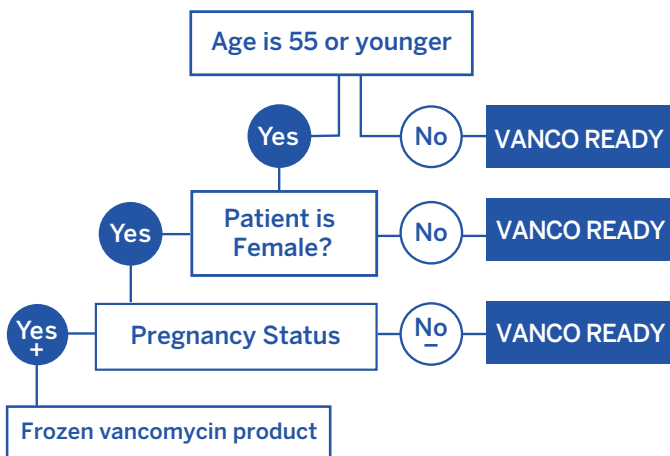 Age is 55 or younger
Yes
No
VANCO READY
Patient is
Female?
Yes
No
VANCO READY
Pregnancy Status
Yes
+
No
–
VANCO READY
Frozen vancomycin product